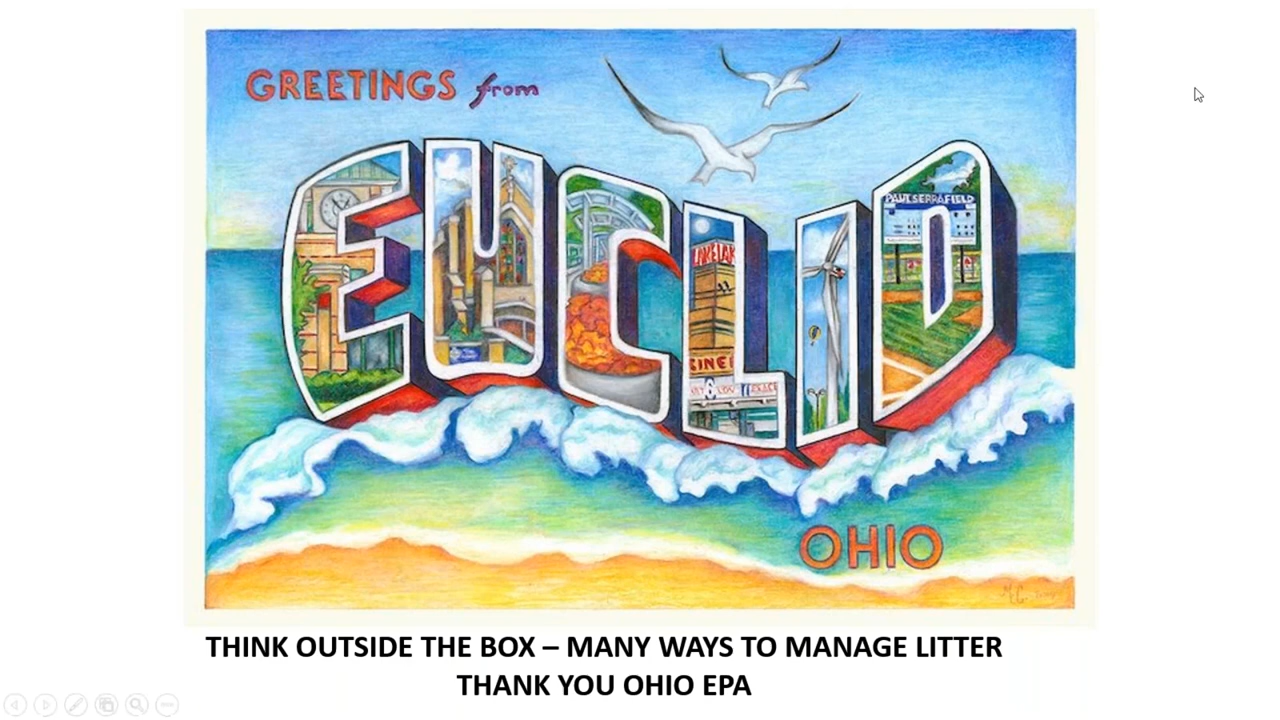 GREETINGS from
EUCLID
PAUL SERRA FIELD
OHIO
THINK OUTSIDE THE BOX – MANY WAYS TO MANAGE LITTER
THANK YOU OHIO EPA